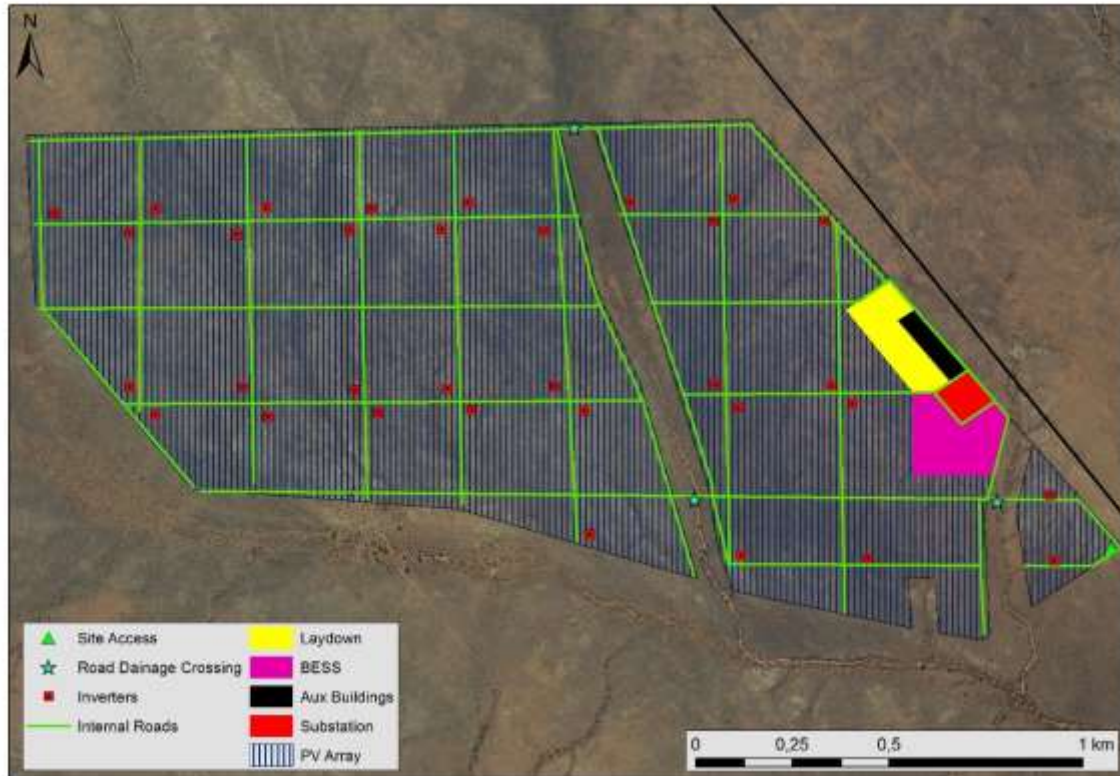 N
Site Access
Road Dainage Crossing
Inverters
Internal Roads
Laydown
BESS
Aux Buildings
Substation
PV Array
0 0,25 0,5 1 km